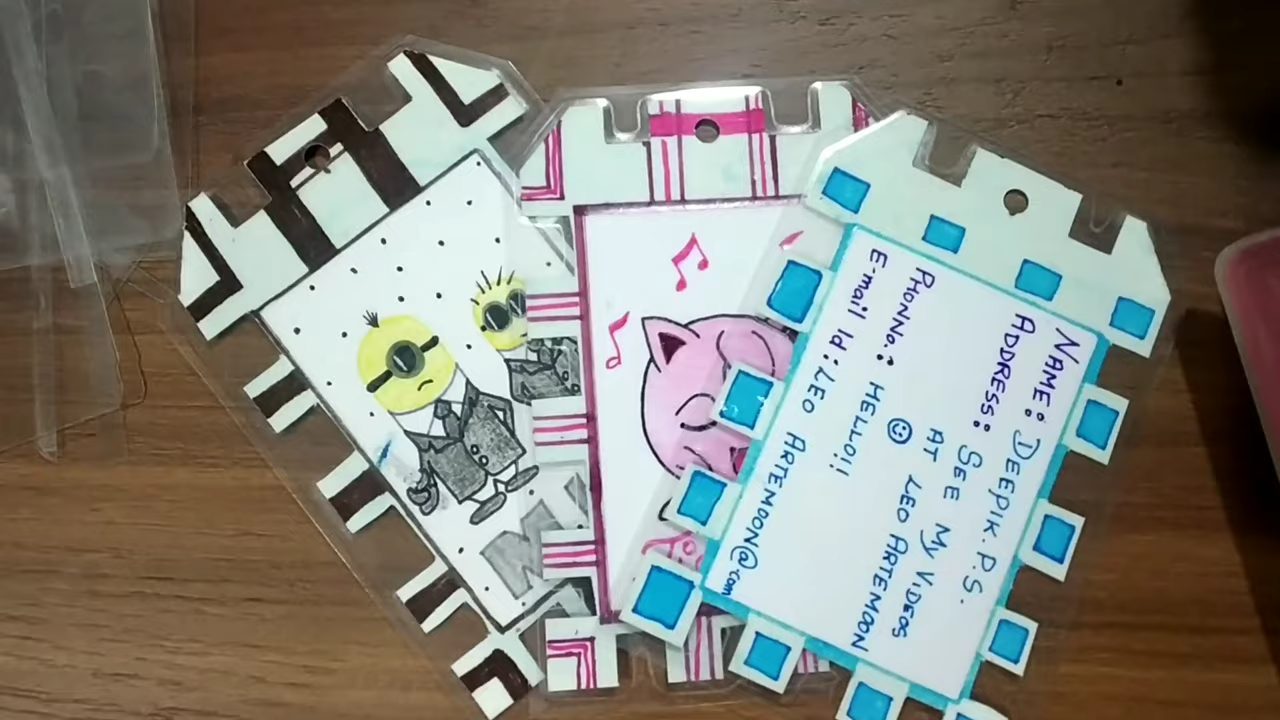 NAME: DEEPIK.P.S.
ADDRESS: SEE MY VIDEOS
AT LEO ARTEMOON
PHONNO.: HELLO!!
E-mail Id: LEO ARTEMOON@.com